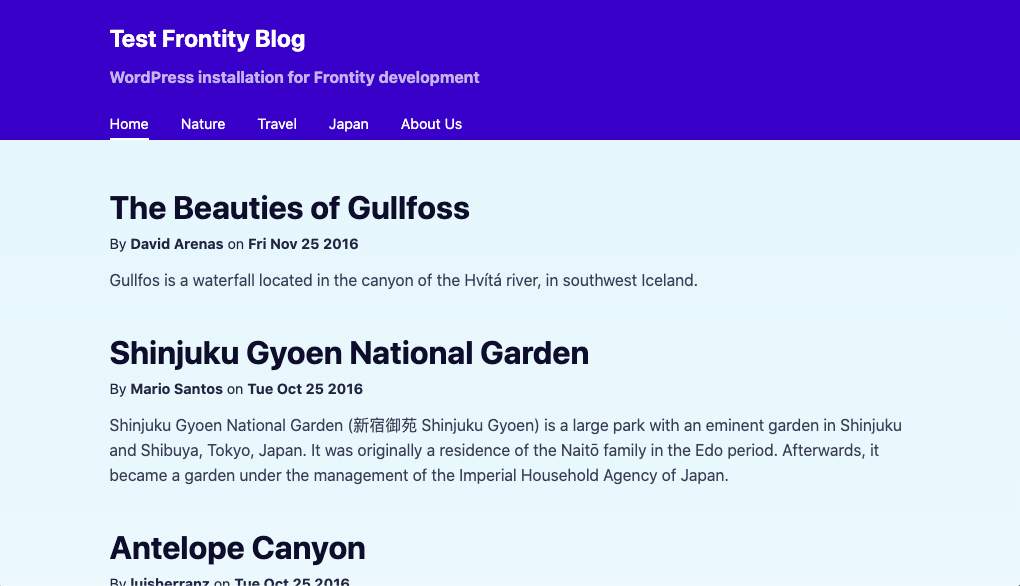 Test Frontity Blog
WordPress installation for Frontity development
Home Nature Travel Japan About Us
The Beauties of Gullfoss
By David Arenas on Fri Nov 25 2016
Gullfos is a waterfall located in the canyon of the Hvítá river, in southwest Iceland.
Shinjuku Gyoen National Garden
By Mario Santos on Tue Oct 25 2016
Shinjuku Gyoen National Garden (新宿御苑 Shinjuku Gyoen) is a large park with an eminent garden in Shinjuku
and Shibuya, Tokyo, Japan. It was originally a residence of the Naitō family in the Edo period. Afterwards, it
became a garden under the management of the Imperial Household Agency of Japan.
Antelope Canyon
By luisherranz on Tue Oct 25 2016